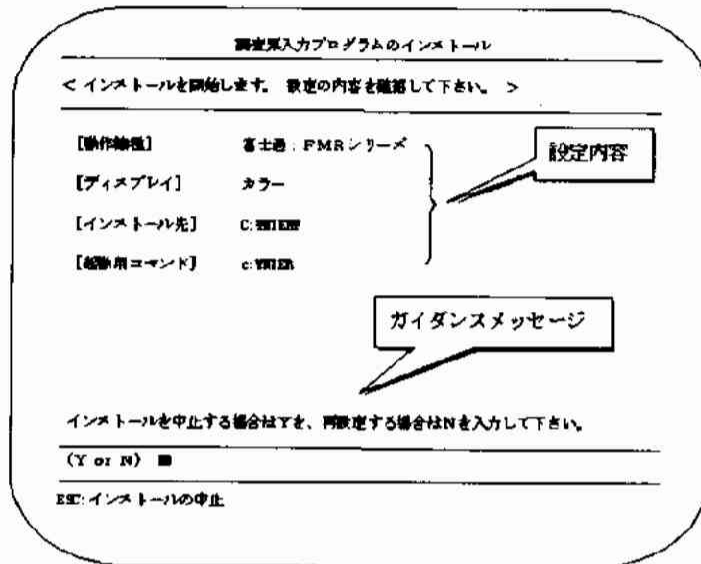 調査票入力プログラムのインストール
< インストールを開始します。 設定の内容を確認して下さい。 >
[動作機種] 富士通：FMRシリーズ
設定内容
[ディスプレイ] カラー
[インストール先]
[起動用コマンド]
ガイダンスメッセージ
インストールを中止する場合はYを、再設定する場合はNを入力して下さい。
(Y or N)
ESC:インストールの中止